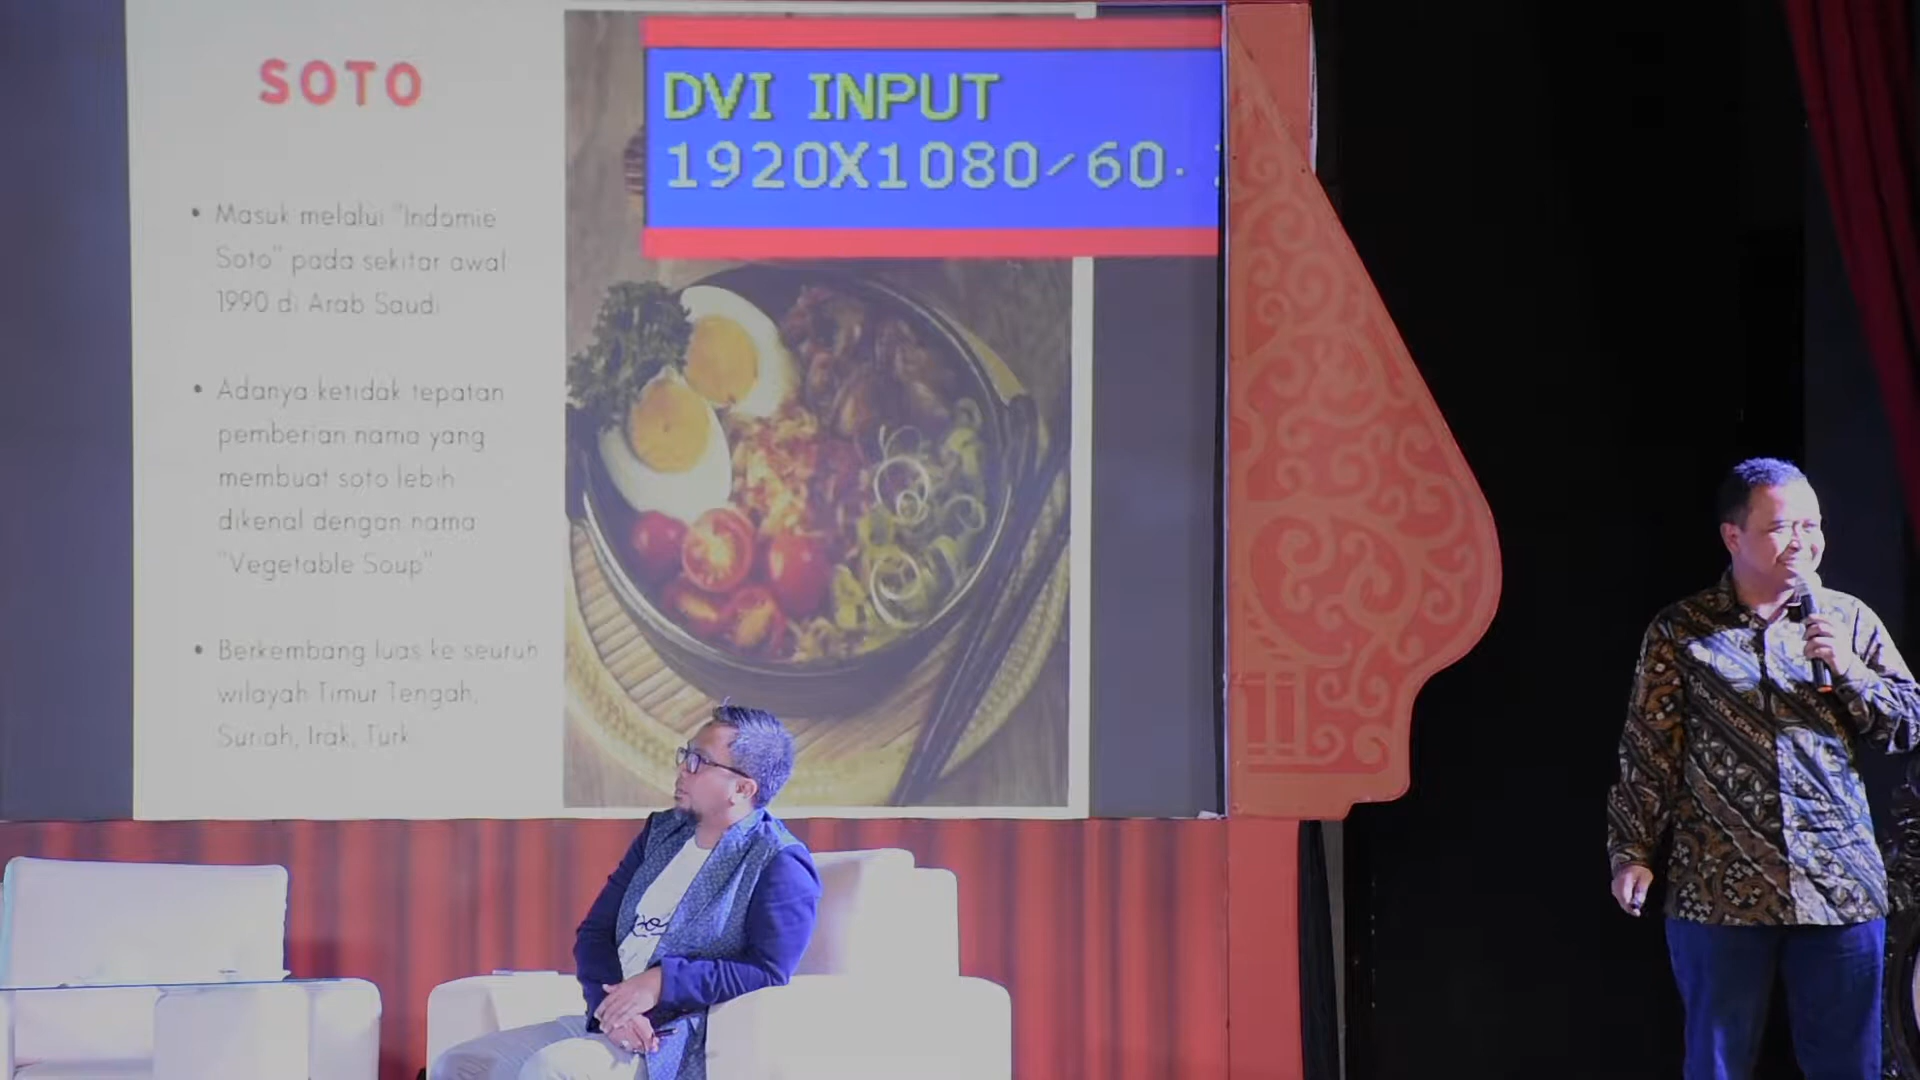 SOTO
• Masuk melalui "Indomie
Soto" pada sekitar awal
1990 di Arab Saudi
• Adanya ketidak tepatan
pemberian nama yang
membuat soto lebih
dikenal dengan nama
"Vegetable Soup"
• Berkembang luas ke seuruh
wilayah Timur Tengah,
Suriah, Irak, Turk
DVI INPUT
1920X1080/60.